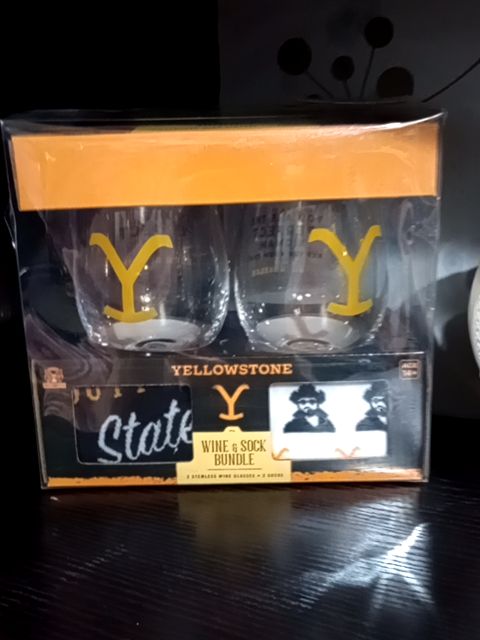 Y
Y
YELLOWSTONE
Y
State
WINE & SOCK
BUNDLE
2 STEMLESS WINE GLASSES + 2 SOCKS